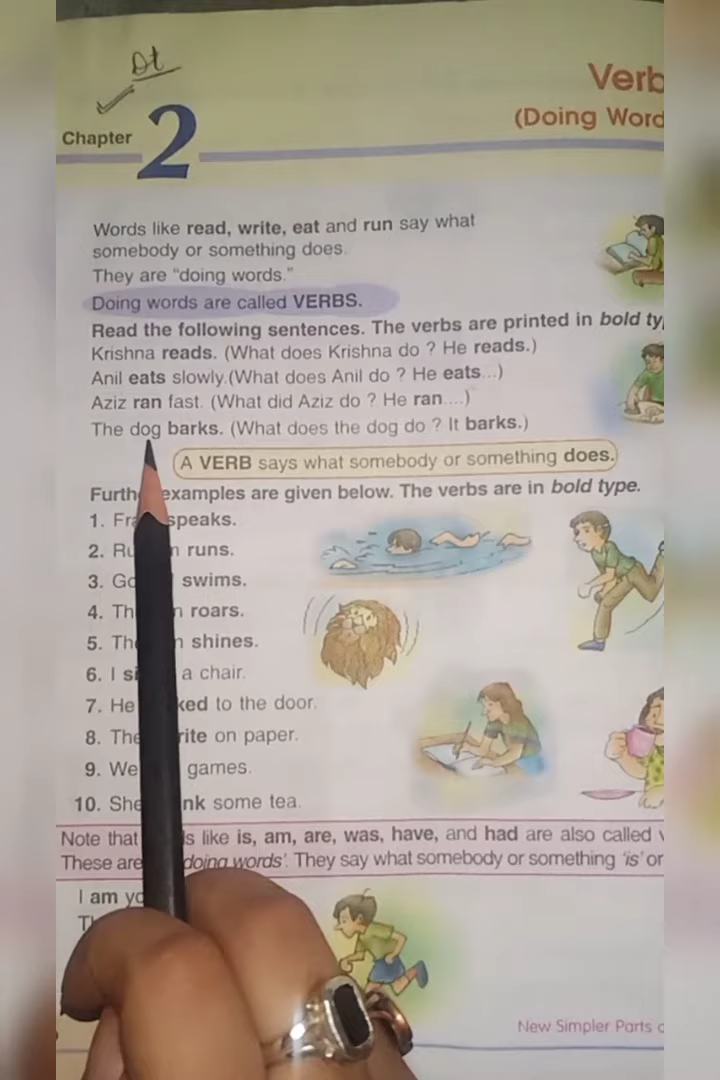 Dt
Verb
(Doing Word
Chapter 2
Words like read, write, eat and run say what
somebody or something does.
They are “doing words.”
Doing words are called VERBS.
Read the following sentences. The verbs are printed in bold ty
Krishna reads. (What does Krishna do ? He reads.)
Anil eats slowly.(What does Anil do ? He eats...)
Aziz ran fast. (What did Aziz do ? He ran....)
The dog barks. (What does the dog do ? It barks.)
A VERB says what somebody or something does.
examples are given below. The verbs are in bold type.
1. speaks.
2. runs.
3. swims.
4. roars.
5. shines.
6. I a chair.
7. He to the door.
8. on paper.
9. We games.
10. She some tea.
Note that like is, am, are, was, have, and had are also called
These are doing words’. They say what somebody or something ‘is’ or
I am
New Simpler Parts